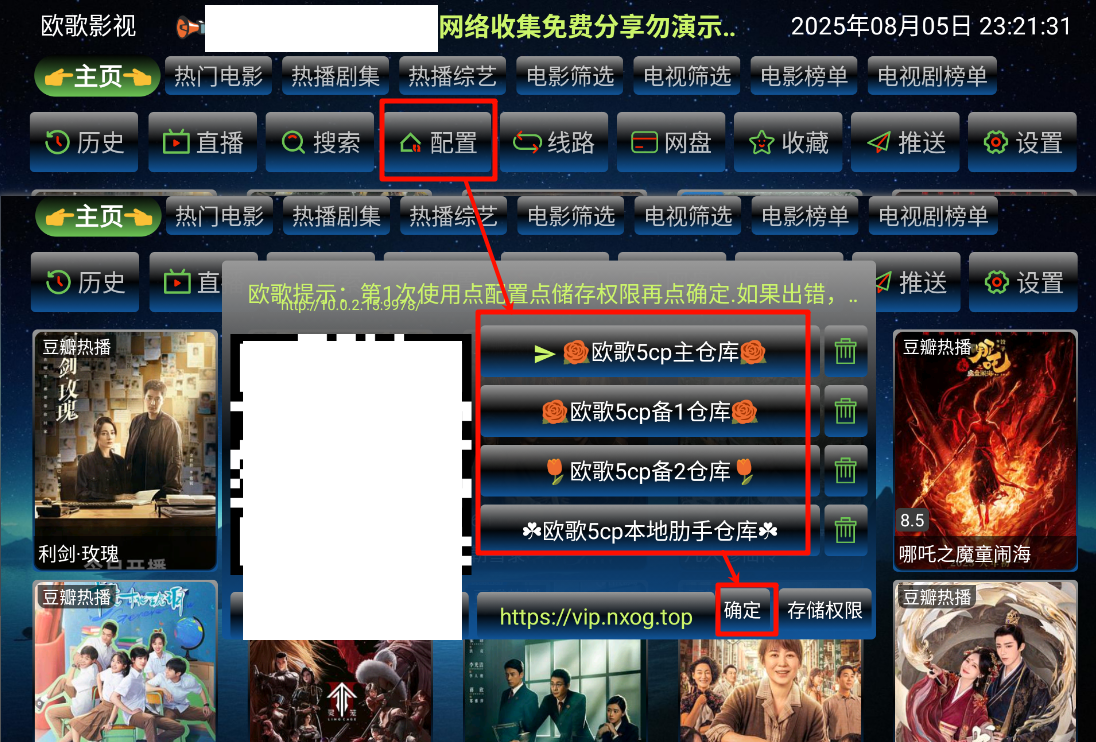 欧歌影视
网络收集免费分享勿演示..
2025年08月05日 23:21:31
主页 热门电影 热播剧集 热播综艺 电影筛选 电视筛选 电影榜单 电视剧榜单
历史 直播 搜索 配置 线路 网盘 收藏 推送 设置
主页 热门电影 热播剧集 热播综艺 电影筛选 电视筛选 电影榜单 电视剧榜单
历史 直 推送 设置
欧歌提示：第1次使用点配置点储存权限再点确定.如果出错，..
http://10.0.2.15:9978/
豆瓣热播
剑玫瑰
利剑·玫瑰
欧歌5cp主仓库
欧歌5cp备1仓库
欧歌5cp备2仓库
☘欧歌5cp本地肋手仓库☘
https://vip.nxog.top
确定
存储权限
豆瓣热播
哪吒
8.5
哪吒之魔童闹海
豆瓣热播
豆瓣热播